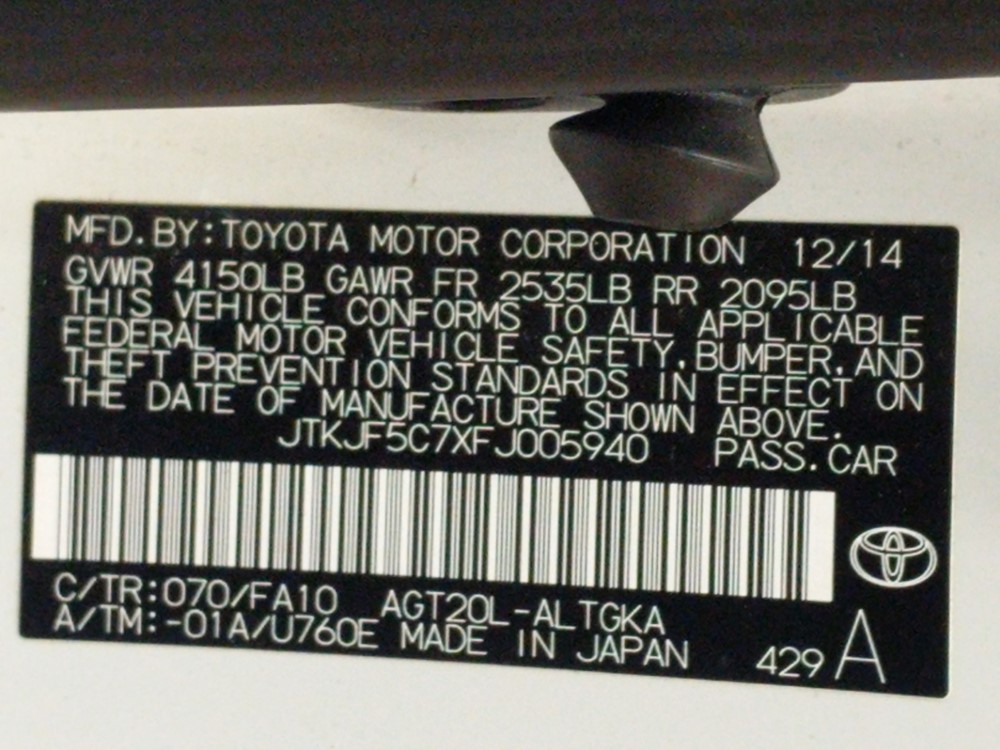 MFD.BY:TOYOTA MOTOR CORPORATION 12/14
GVWR 4150LB GAWR FR 2535LB RR 2095LB
THIS VEHICLE CONFORMS TO ALL APPLICABLE
FEDERAL MOTOR VEHICLE SAFETY,BUMPER,AND
THEFT PREVENTION STANDARDS IN EFFECT ON
THE DATE OF MANUFACTURE SHOWN ABOVE.
JTKJF5C7XFJ005940 PASS.CAR
C/TR:070/FA10 AGT20L-ALTGKA
A/TM:-01A/U760E MADE IN JAPAN 429 A